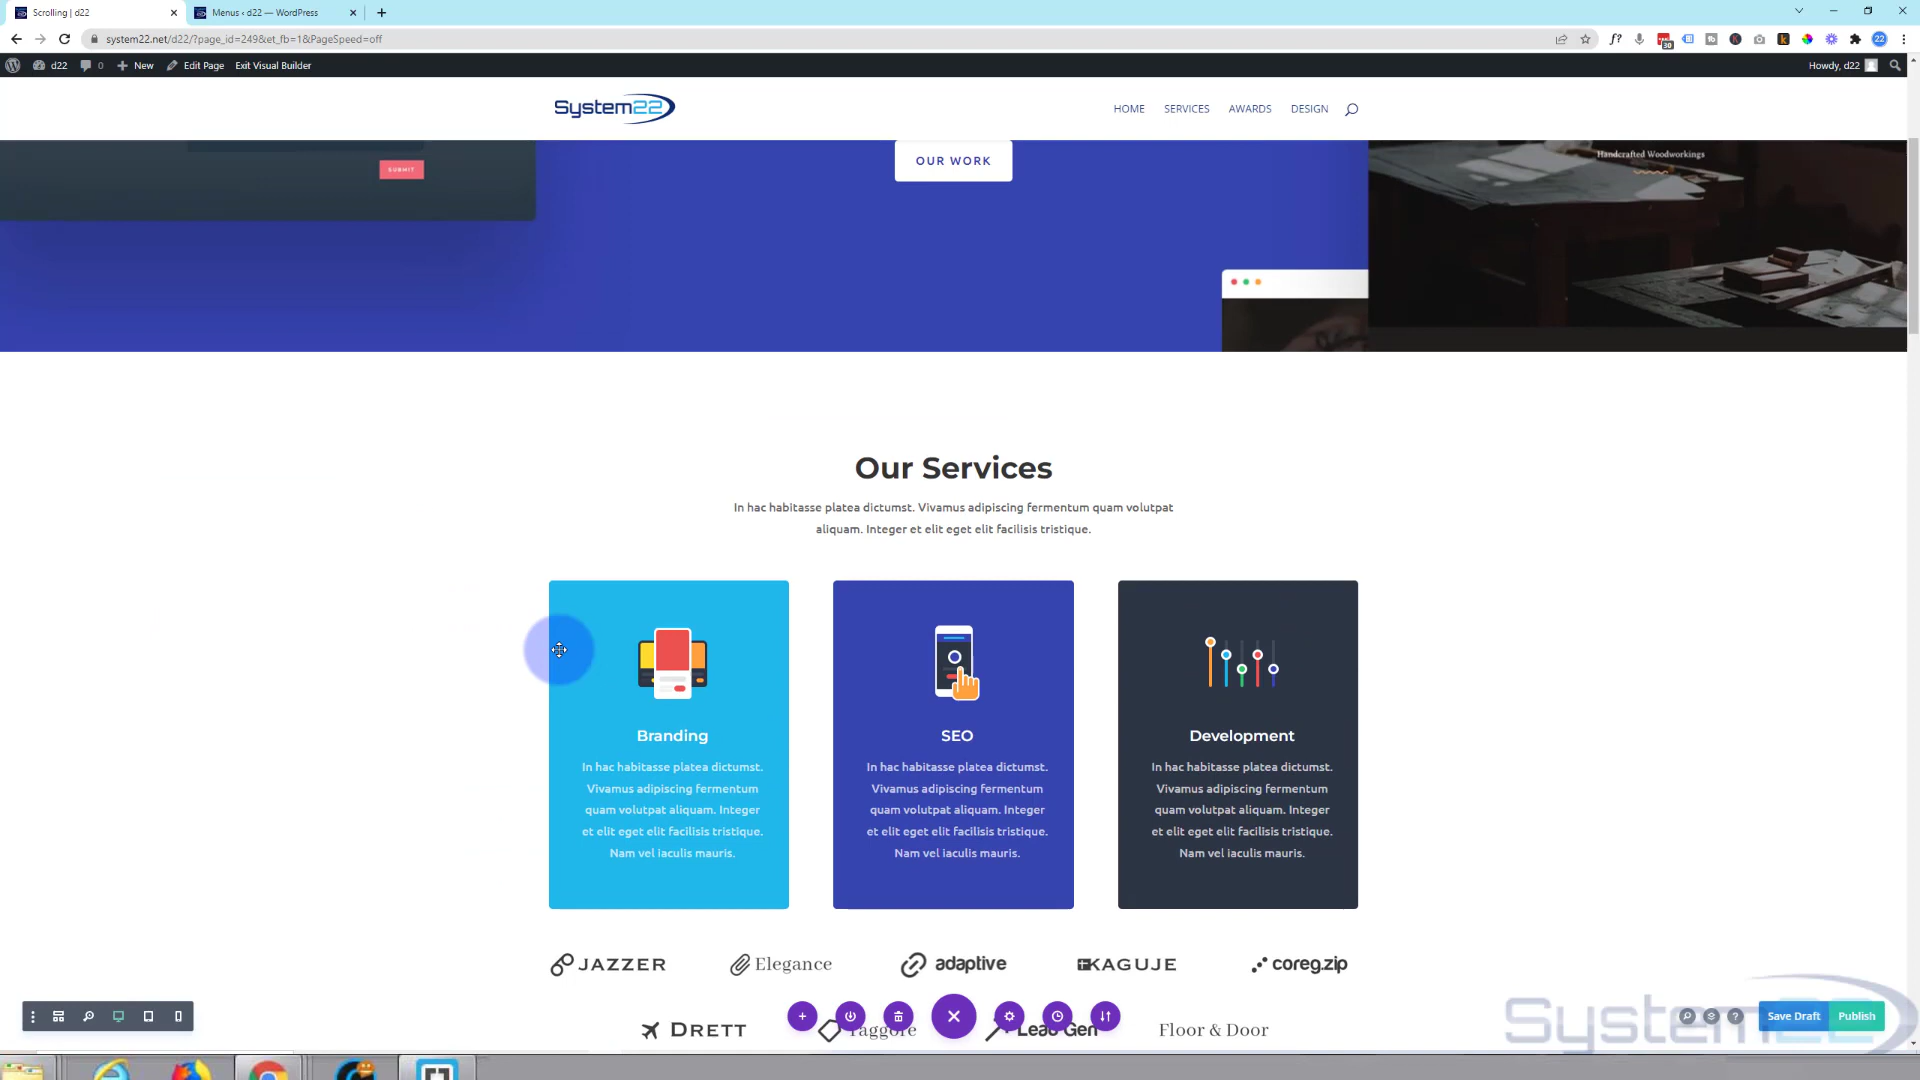 Scrolling | d22
Menus ‹ d22 — WordPress
system22.net/d22/?page_id=249&et_fb=1&PageSpeed=off
f?
30
22
d22
0
New
Edit Page
Exit Visual Builder
Howdy, d22
System22
HOME
SERVICES
AWARDS
DESIGN
SUBMIT
OUR WORK
Handcrafted Woodworkings
Our Services
In hac habitasse platea dictumst. Vivamus adipiscing fermentum quam volutpat
aliquam. Integer et elit eget elit facilisis tristique.
Branding
In hac habitasse platea dictumst.
Vivamus adipiscing fermentum
quam volutpat aliquam. Integer
et elit eget elit facilisis tristique.
Nam vel iaculis mauris.
SEO
In hac habitasse platea dictumst.
Vivamus adipiscing fermentum
quam volutpat aliquam. Integer
et elit eget elit facilisis tristique.
Nam vel iaculis mauris.
Development
In hac habitasse platea dictumst.
Vivamus adipiscing fermentum
quam volutpat aliquam. Integer
et elit eget elit facilisis tristique.
Nam vel iaculis mauris.
JAZZER
Elegance
adaptive
KAGUJE
coreg.zip
DRETT
Taggore
Lead Gen
Floor & Door
Save Draft
Publish
System22